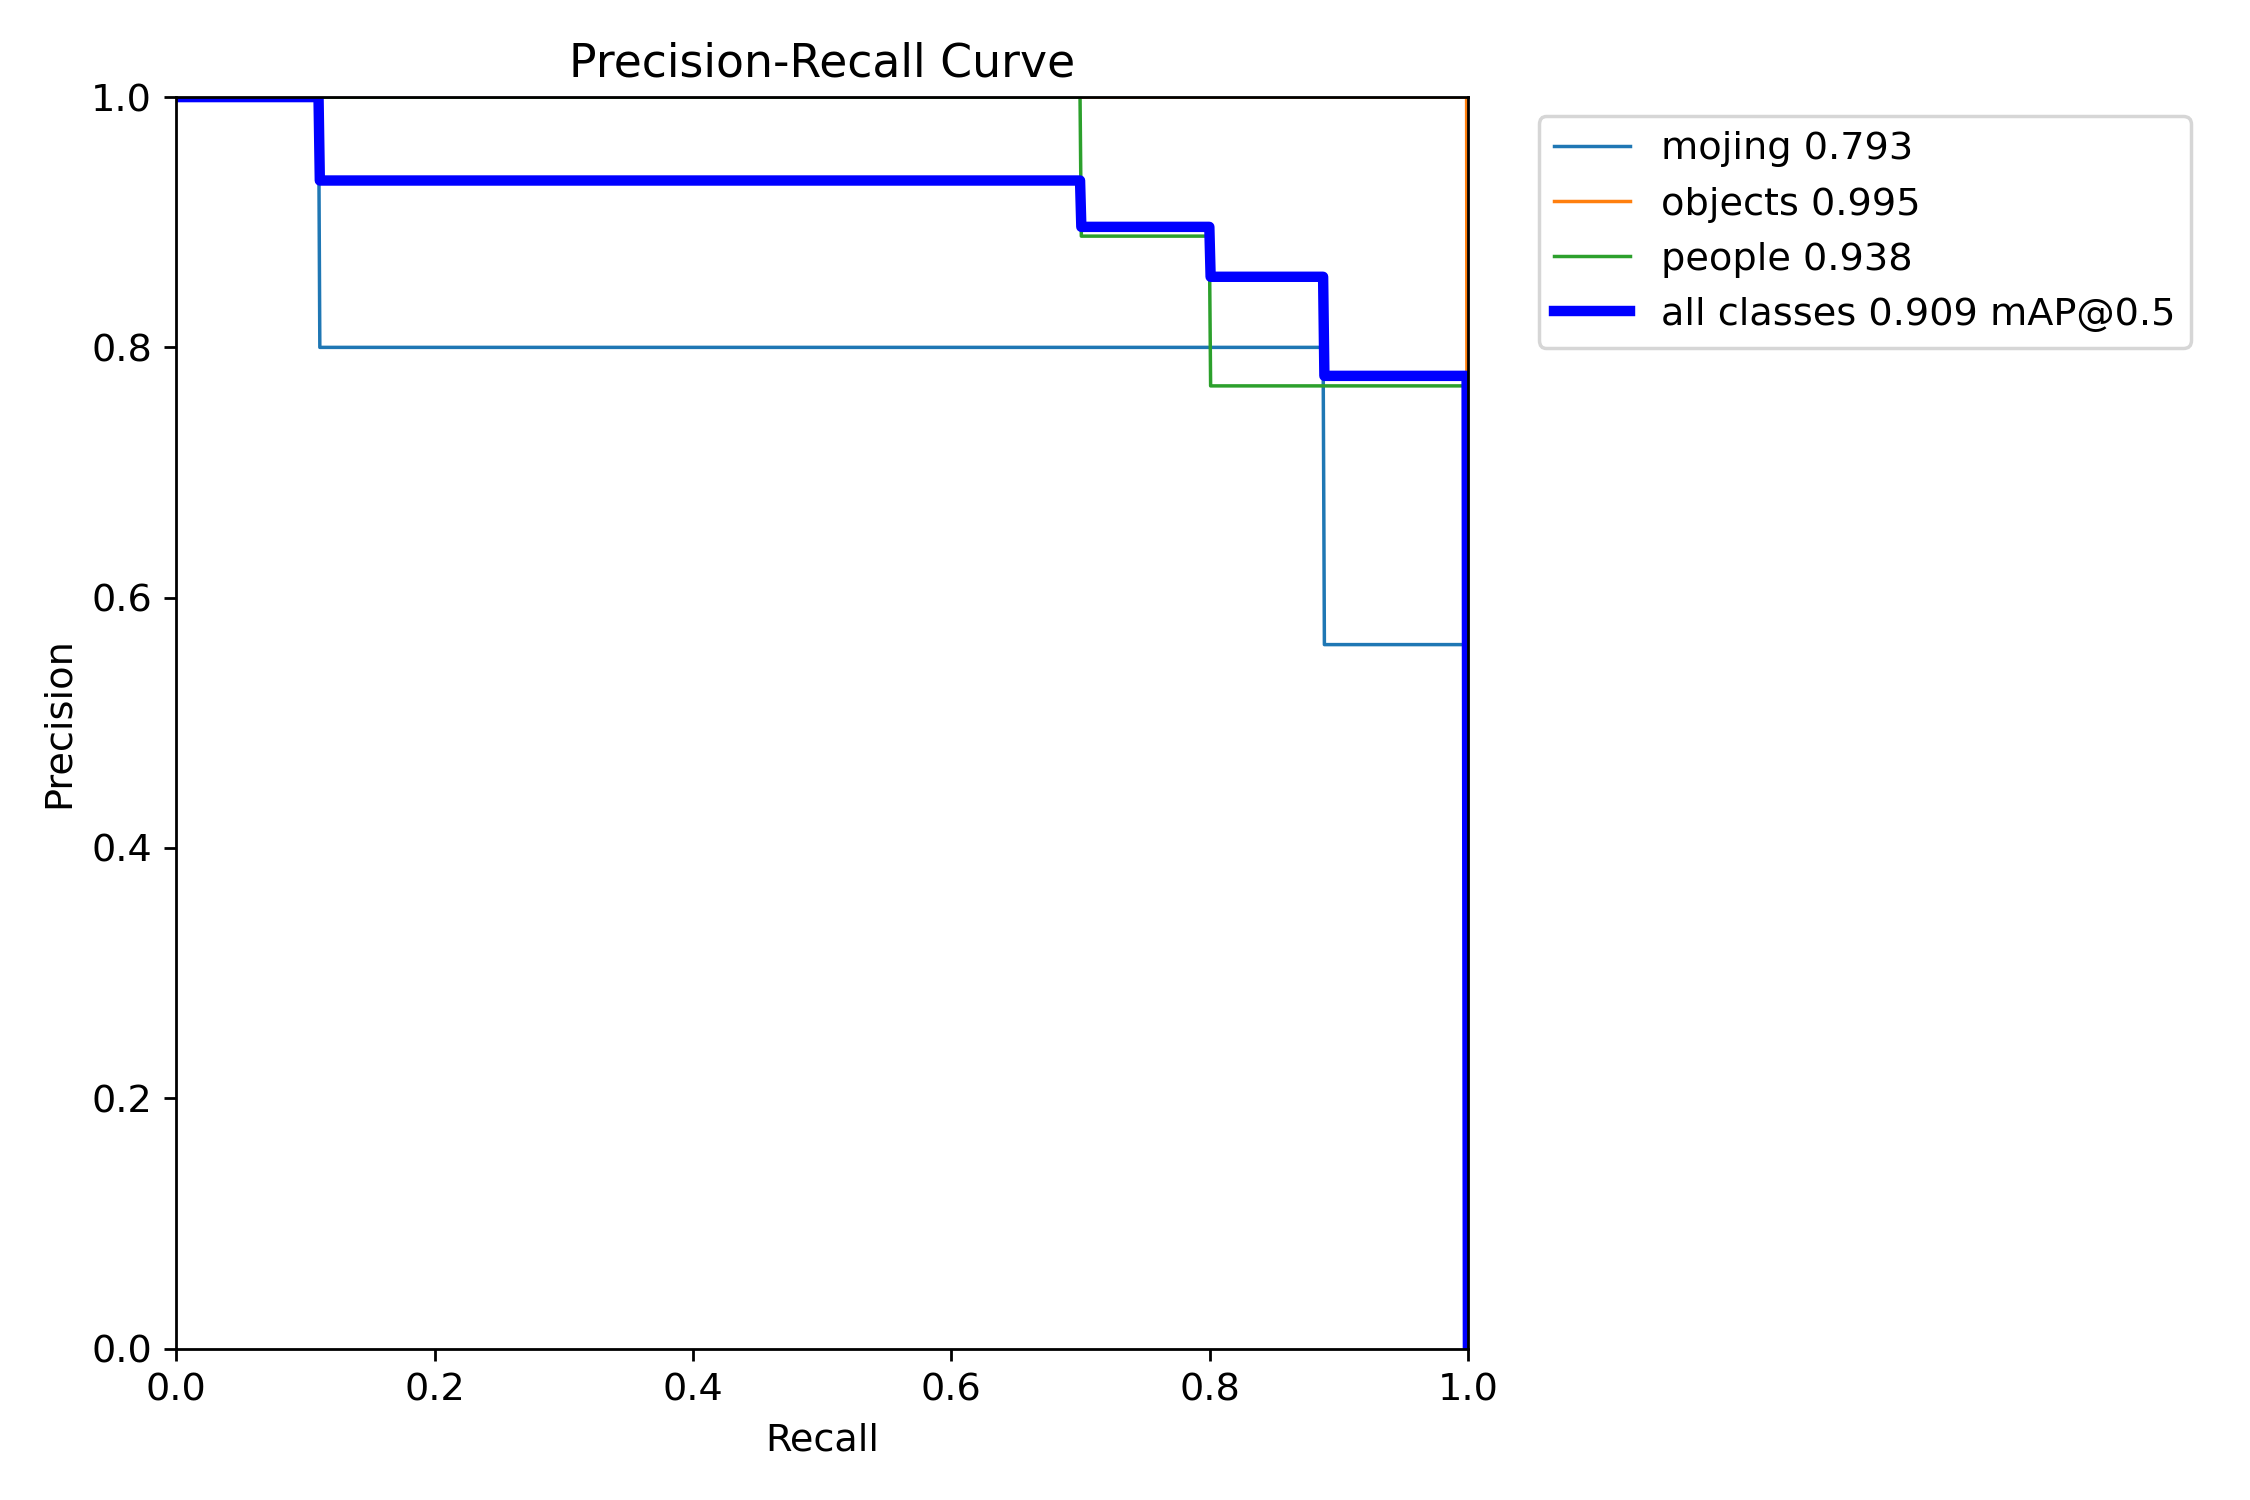 Precision-Recall Curve
1.0
0.8
0.6
0.4
0.2
0.0
Precision
0.0 0.2 0.4 0.6 0.8 1.0
Recall
mojing 0.793
objects 0.995
people 0.938
all classes 0.909 mAP@0.5